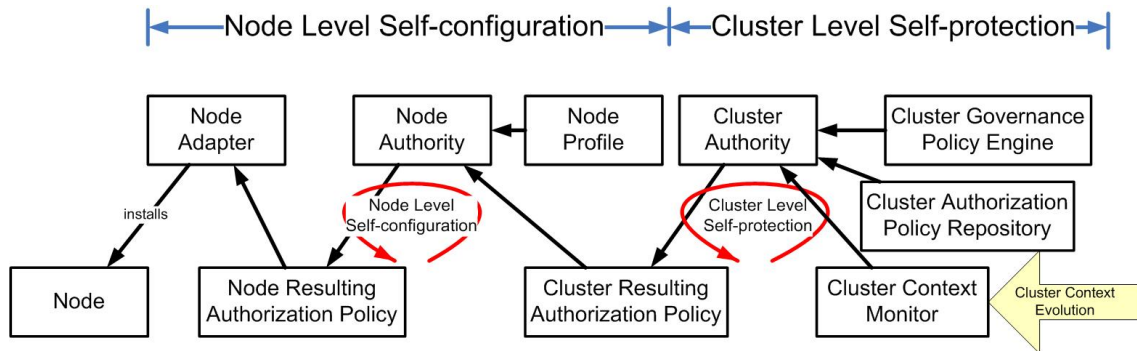 Node Level Self-configuration
Cluster Level Self-protection
Node
Adapter
Node
Authority
Node
Profile
Cluster
Authority
Cluster Governance
Policy Engine
installs
Node Level
Self-configuration
Cluster Level
Self-protection
Cluster Authorization
Policy Repository
Node
Node Resulting
Authorization Policy
Cluster Resulting
Authorization Policy
Cluster Context
Monitor
Cluster Context
Evolution